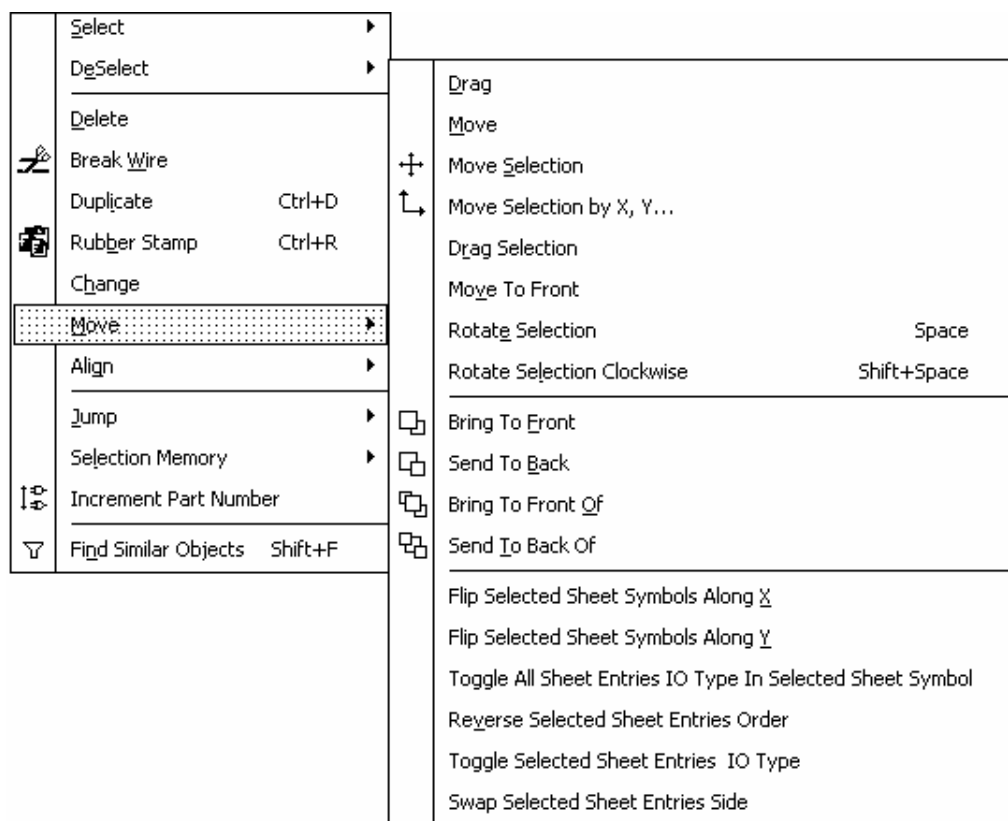 Select
DeSelect
Delete
Break Wire
Duplicate Ctrl+D
Rubber Stamp Ctrl+R
Change
Move
Align
Jump
Selection Memory
Increment Part Number
Find Similar Objects Shift+F
Drag
Move
Move Selection
Move Selection by X, Y...
Drag Selection
Move To Front
Rotate Selection Space
Rotate Selection Clockwise Shift+Space
Bring To Front
Send To Back
Bring To Front Of
Send To Back Of
Flip Selected Sheet Symbols Along X
Flip Selected Sheet Symbols Along Y
Toggle All Sheet Entries IO Type In Selected Sheet Symbol
Reverse Selected Sheet Entries Order
Toggle Selected Sheet Entries IO Type
Swap Selected Sheet Entries Side